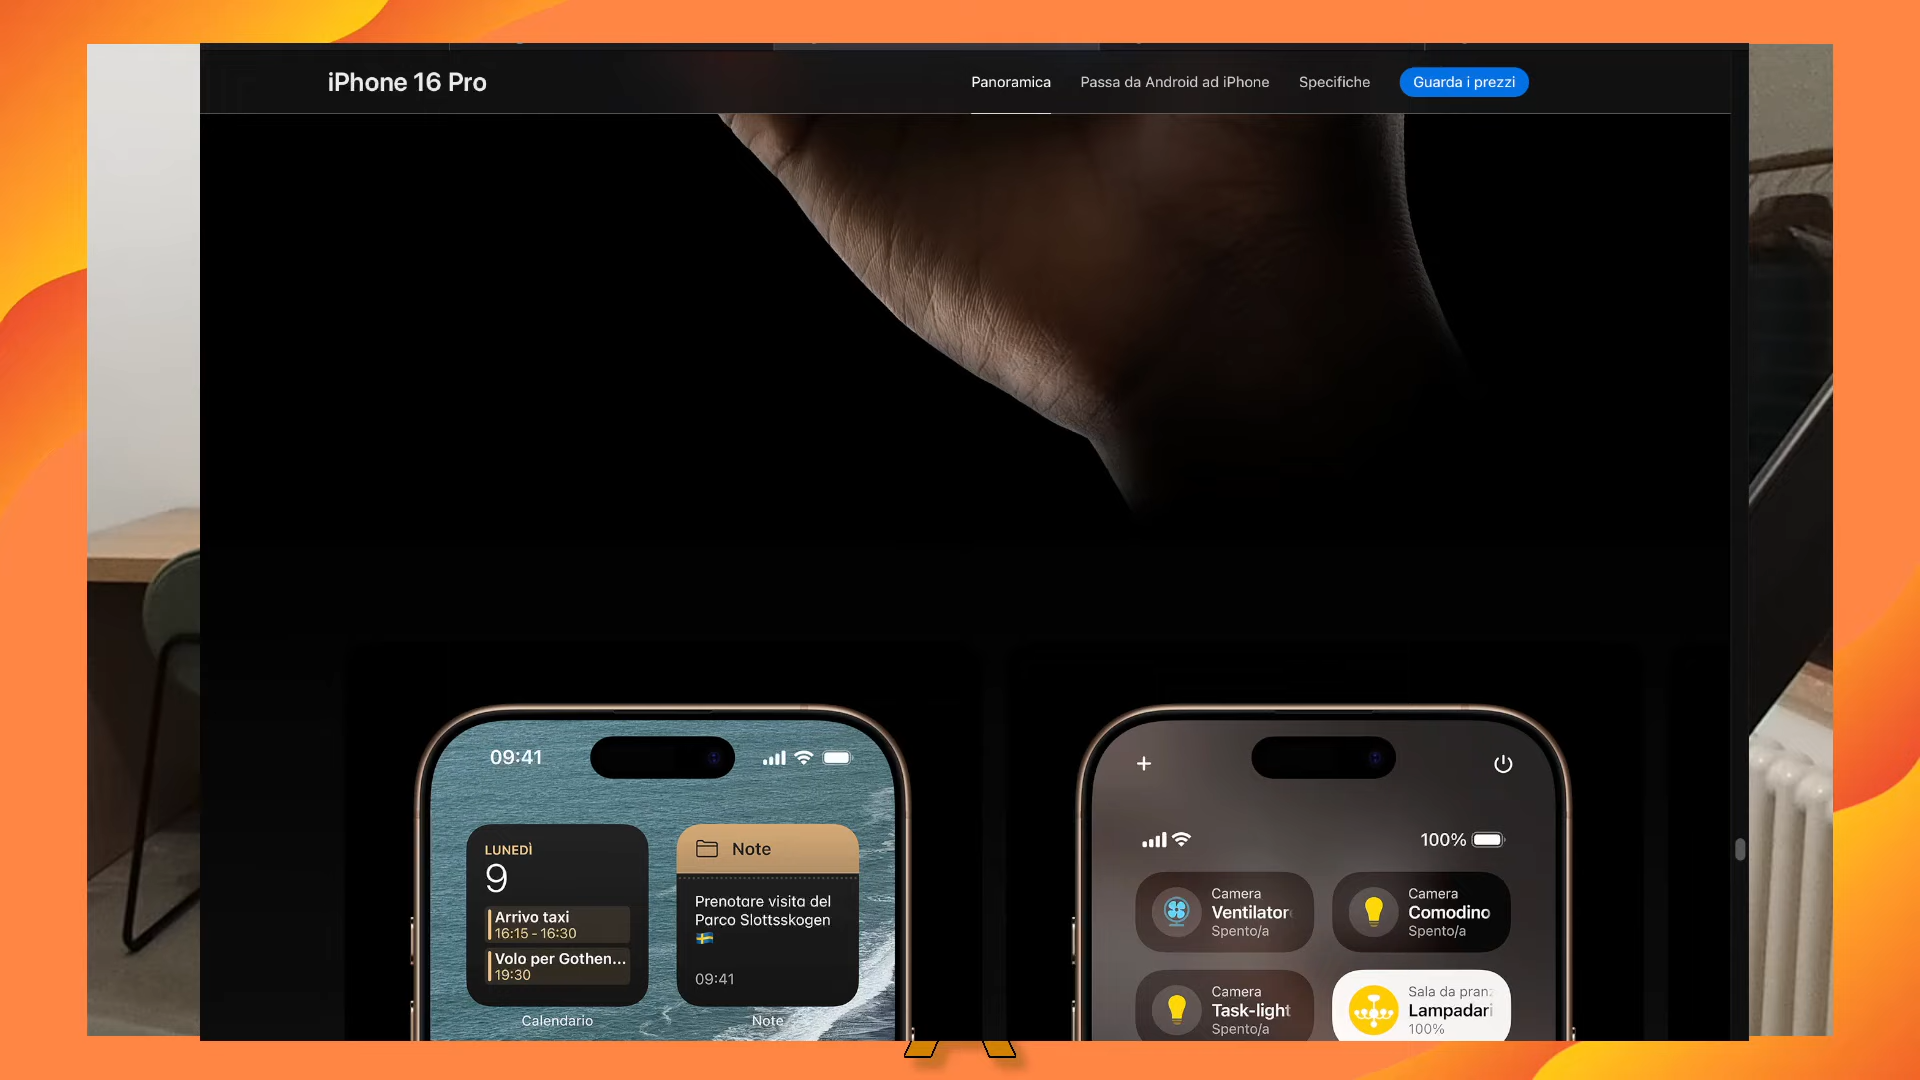 iPhone 16 Pro
Panoramica
Passa da Android ad iPhone
Specifiche
Guarda i prezzi
09:41
LUNEDÌ
9
Arrivo taxi
16:15 - 16:30
Volo per Gothen...
19:30
Calendario
Note
Prenotare visita del
Parco Slottsskogen
09:41
Note
100%
Camera
Ventilator
Spento/a
Camera
Comodino
Spento/a
Camera
Task-light
Spento/a
Sala da pranz
Lampadari
100%